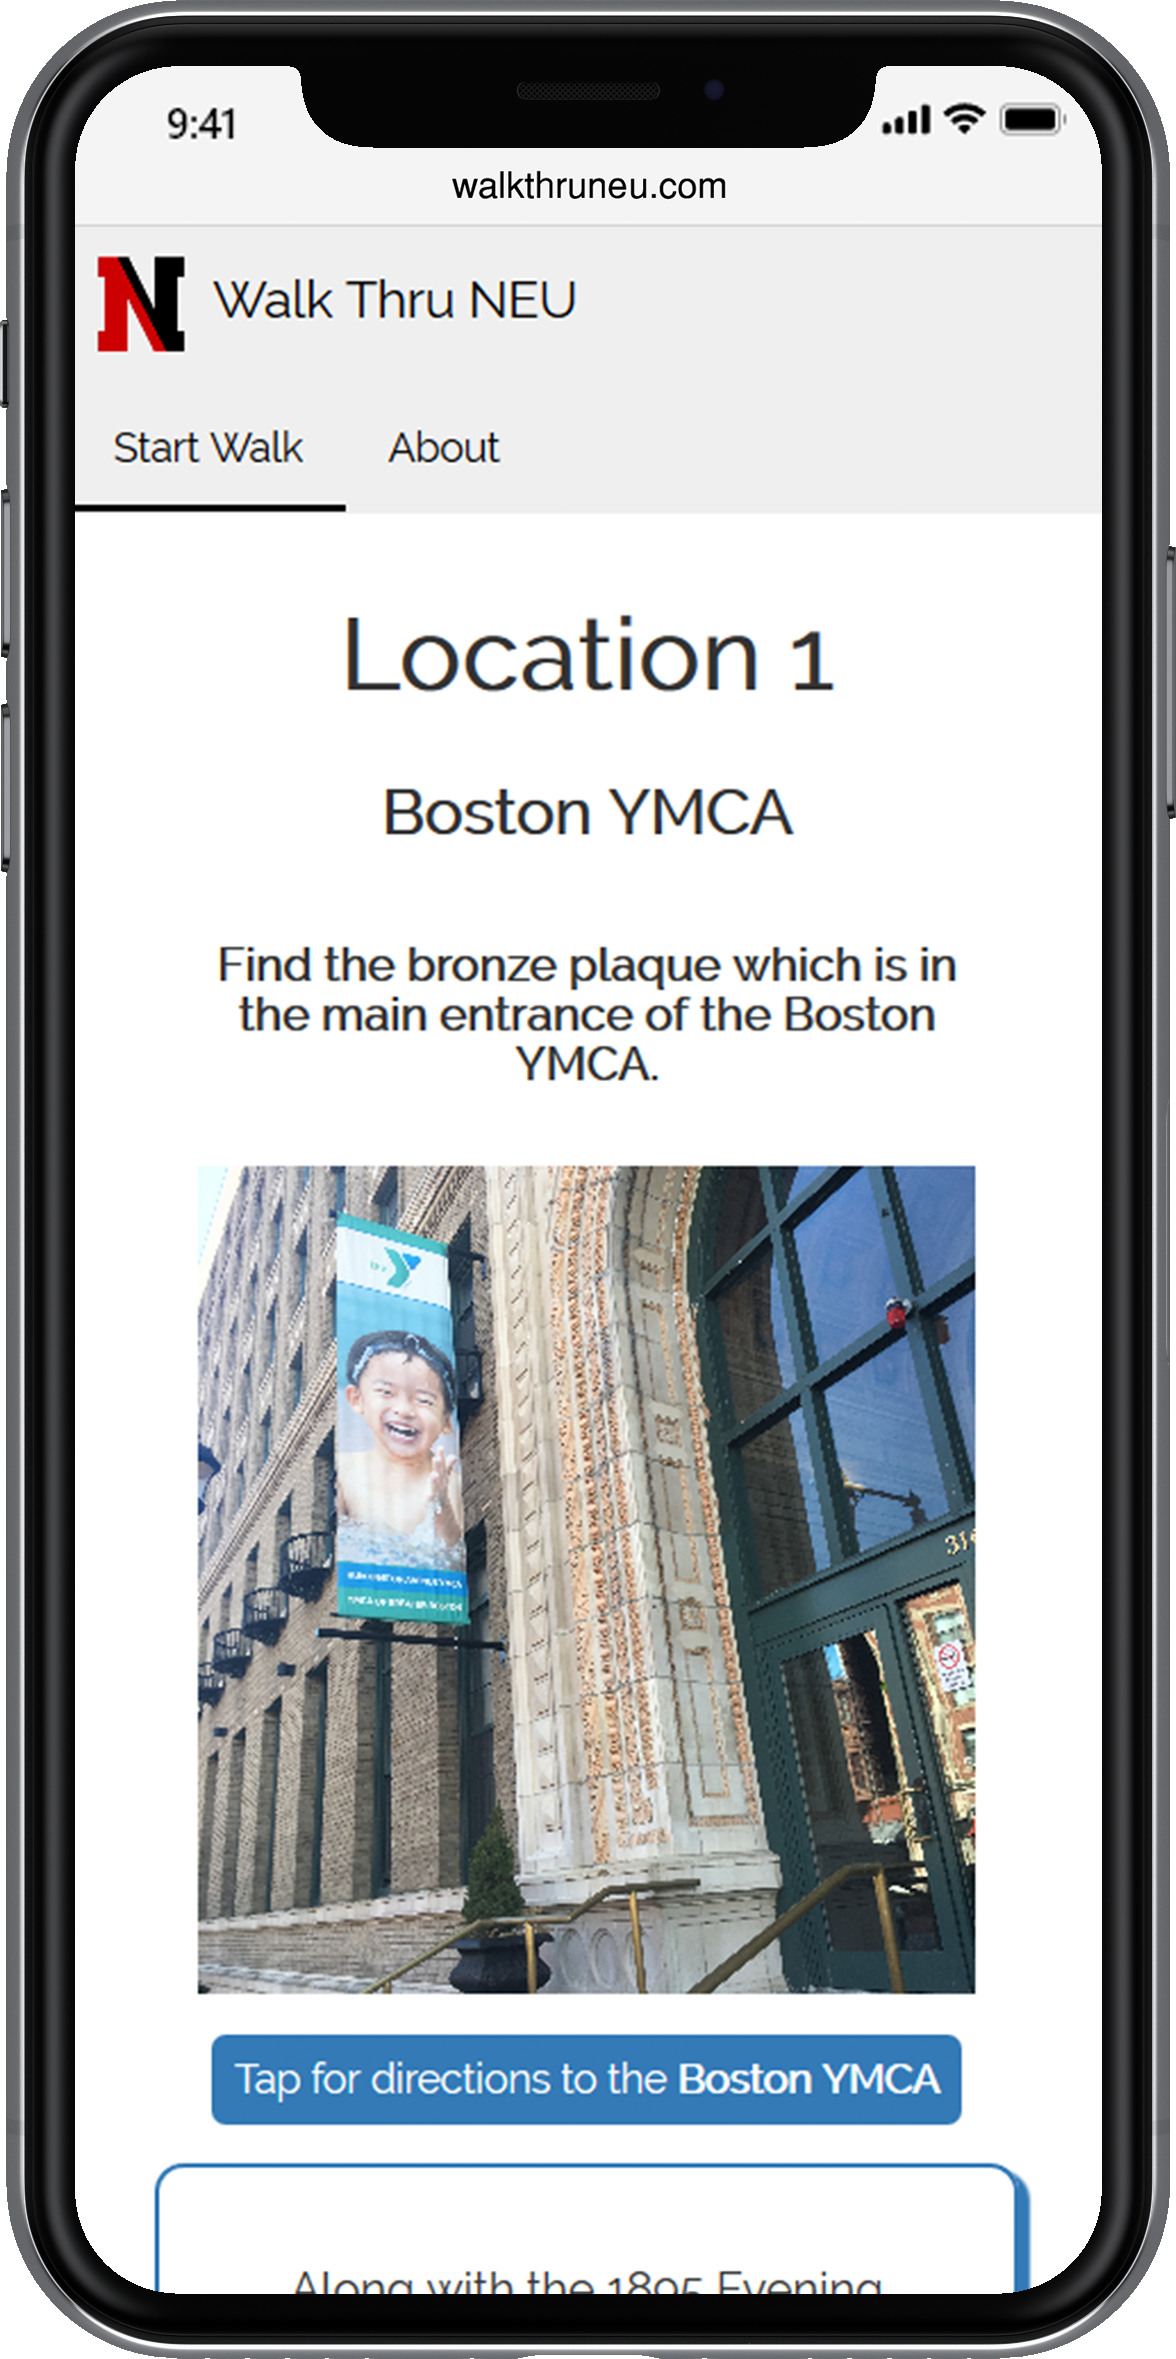 9:41
walkthruneu.com
N Walk Thru NEU
Start Walk About
Location 1
Boston YMCA
Find the bronze plaque which is in
the main entrance of the Boston
YMCA.
Tap for directions to the Boston YMCA
Along with the 1895 Evening